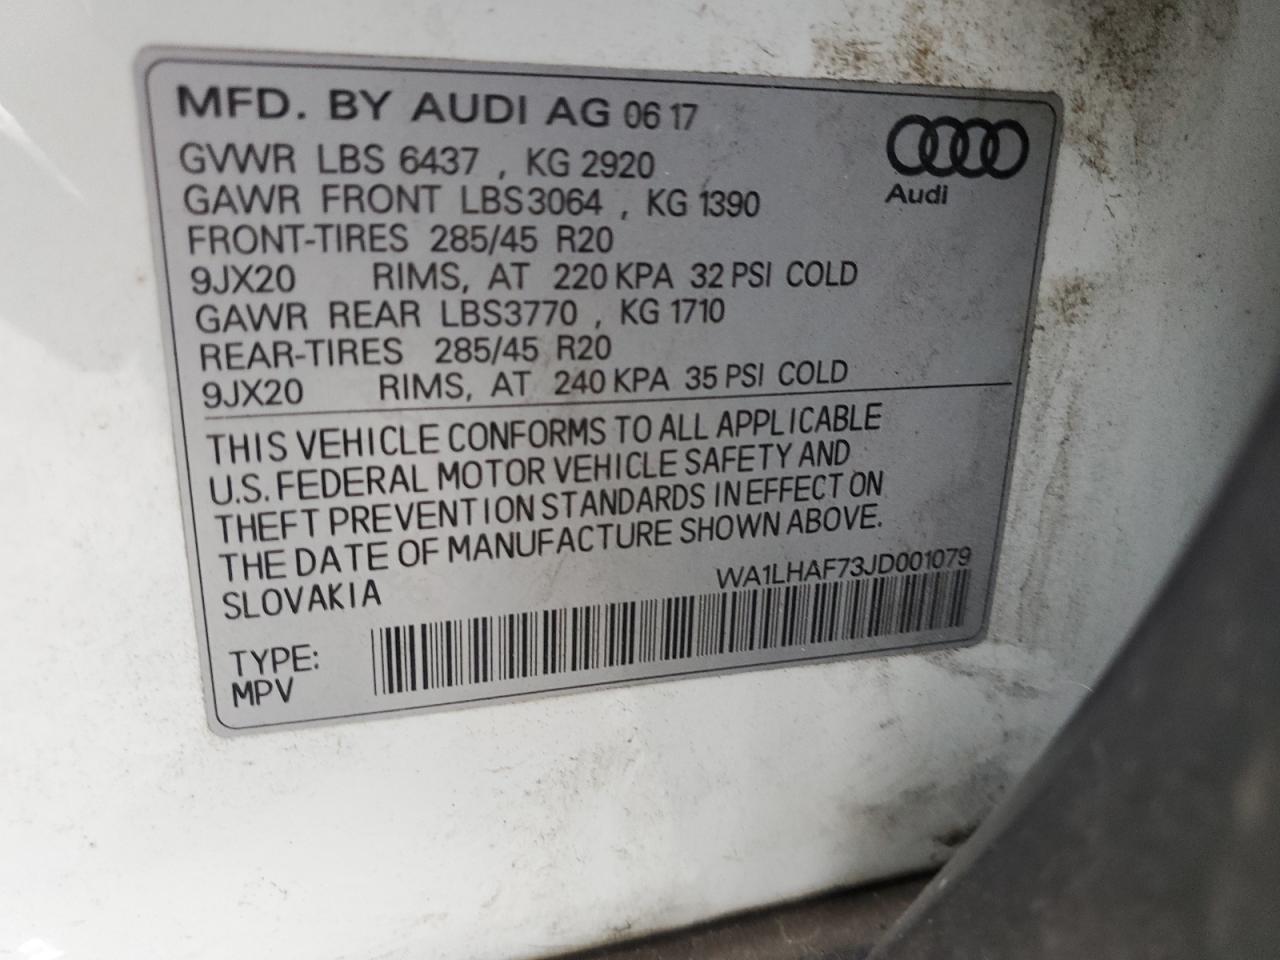 MFD. BY AUDI AG 06 17
GVWR LBS 6437 , KG 2920
GAWR FRONT LBS3064 , KG 1390
Audi
FRONT-TIRES 285/45 R20
9JX20 RIMS, AT 220 KPA 32 PSI COLD
GAWR REAR LBS3770 , KG 1710
REAR-TIRES 285/45 R20
9JX20 RIMS, AT 240 KPA 35 PSI COLD
THIS VEHICLE CONFORMS TO ALL APPLICABLE
U.S. FEDERAL MOTOR VEHICLE SAFETY AND
THEFT PREVENTION STANDARDS IN EFFECT ON
THE DATE OF MANUFACTURE SHOWN ABOVE.
SLOVAKIA
WA1LHAF73JD001079
TYPE:
MPV